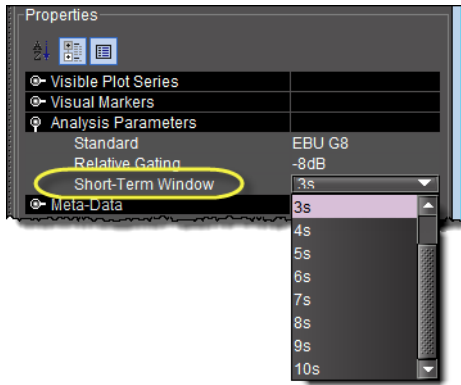 Properties
Visible Plot Series
Visual Markers
Analysis Parameters
Standard EBU G8
Relative Gating -8dB
Short-Term Window 3s
Meta-Data
3s
4s
5s
6s
7s
8s
9s
10s